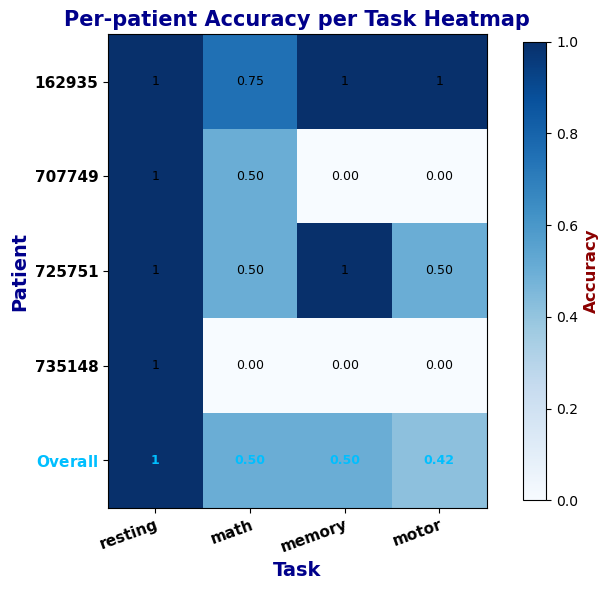 Per-patient Accuracy per Task Heatmap
162935 1 0.75 1 1
707749 1 0.50 0.00 0.00
725751 1 0.50 1 0.50
735148 1 0.00 0.00 0.00
Overall 1 0.50 0.50 0.42
resting math memory motor
Task
Patient
1.0
0.8
0.6
0.4
0.2
0.0
Accuracy